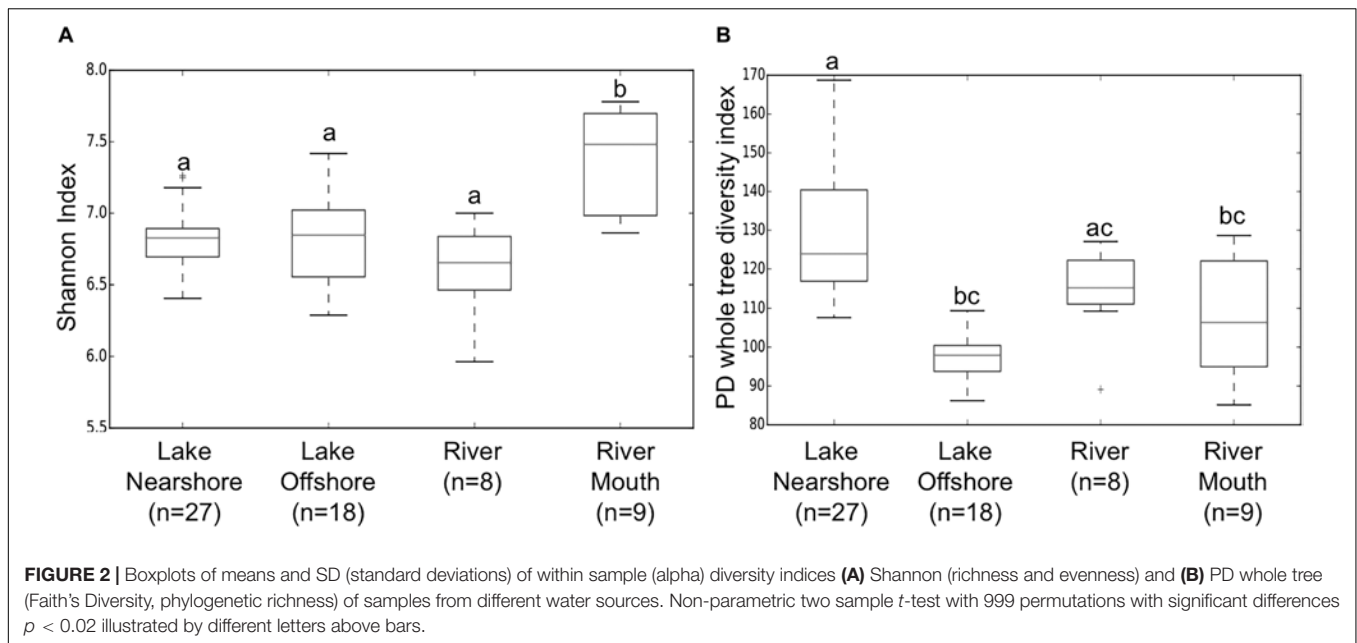 A
B
Shannon Index
8.0
7.5
7.0
6.5
6.0
5.5
a
a
a
b
Lake
Nearshore
(n=27)
Lake
Offshore
(n=18)
River
(n=8)
River
Mouth
(n=9)
PD whole tree diversity index
170
160
150
140
130
120
110
100
90
80
a
bc
ac
bc
Lake
Nearshore
(n=27)
Lake
Offshore
(n=18)
River
(n=8)
River
Mouth
(n=9)
FIGURE 2 | Boxplots of means and SD (standard deviations) of within sample (alpha) diversity indices (A) Shannon (richness and evenness) and (B) PD whole tree
(Faith's Diversity, phylogenetic richness) of samples from different water sources. Non-parametric two sample t-test with 999 permutations with significant differences
p < 0.02 illustrated by different letters above bars.